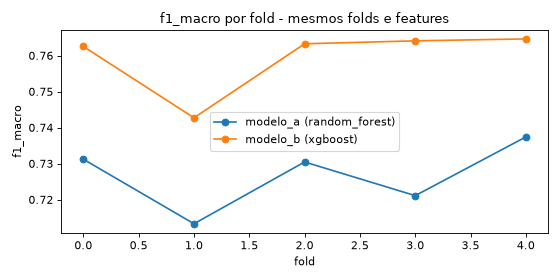 f1_macro por fold - mesmos folds e features
f1_macro
0.76
0.75
0.74
0.73
0.72
modelo_a (random_forest)
modelo_b (xgboost)
0.0 0.5 1.0 1.5 2.0 2.5 3.0 3.5 4.0
fold